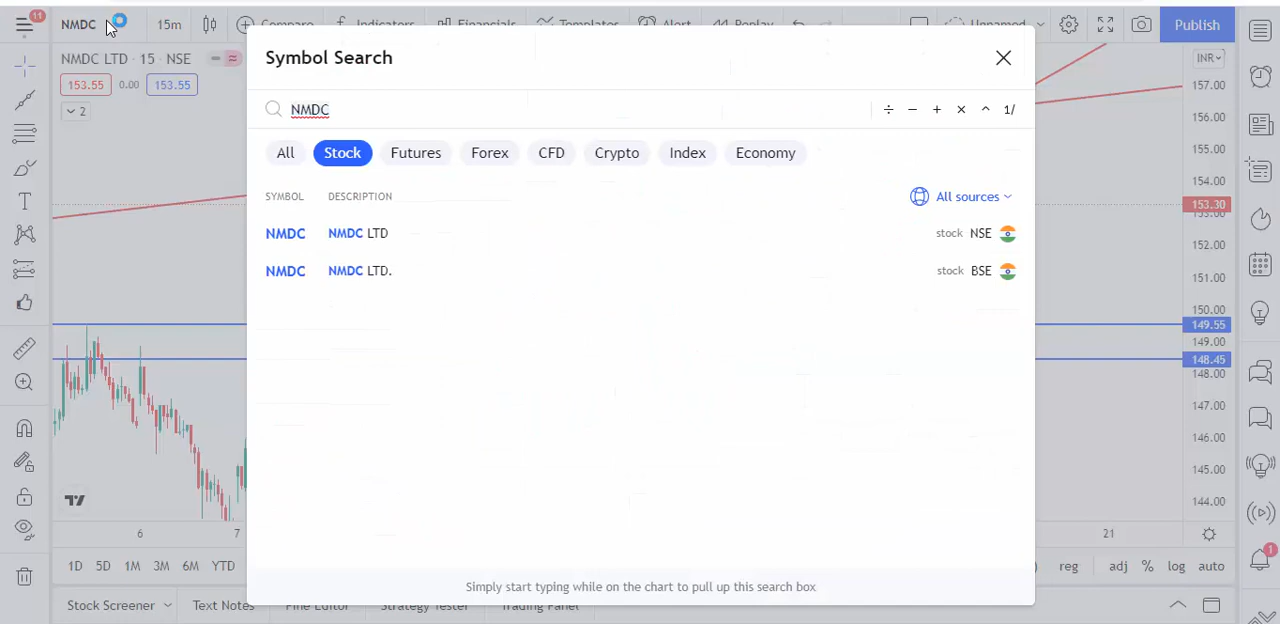 11
NMDC
15m
Compare
Indicators
Financials
Templates
Alert
Replay
Unnamed
Publish
NMDC LTD · 15 · NSE
INR
153.55
0.00
153.55
2
Symbol Search
NMDC
÷ − + × ^ 1/
All
Stock
Futures
Forex
CFD
Crypto
Index
Economy
SYMBOL
DESCRIPTION
All sources
NMDC
NMDC LTD
stock NSE
NMDC
NMDC LTD.
stock BSE
Simply start typing while on the chart to pull up this search box
157.00
156.00
155.00
154.00
153.30
153.00
152.00
151.00
150.00
149.55
149.00
148.45
148.00
147.00
146.00
145.00
144.00
6
7
21
1D
5D
1M
3M
6M
YTD
reg
adj
%
log
auto
1
Stock Screener
Text Notes
Pine Editor
Strategy Tester
Trading Panel